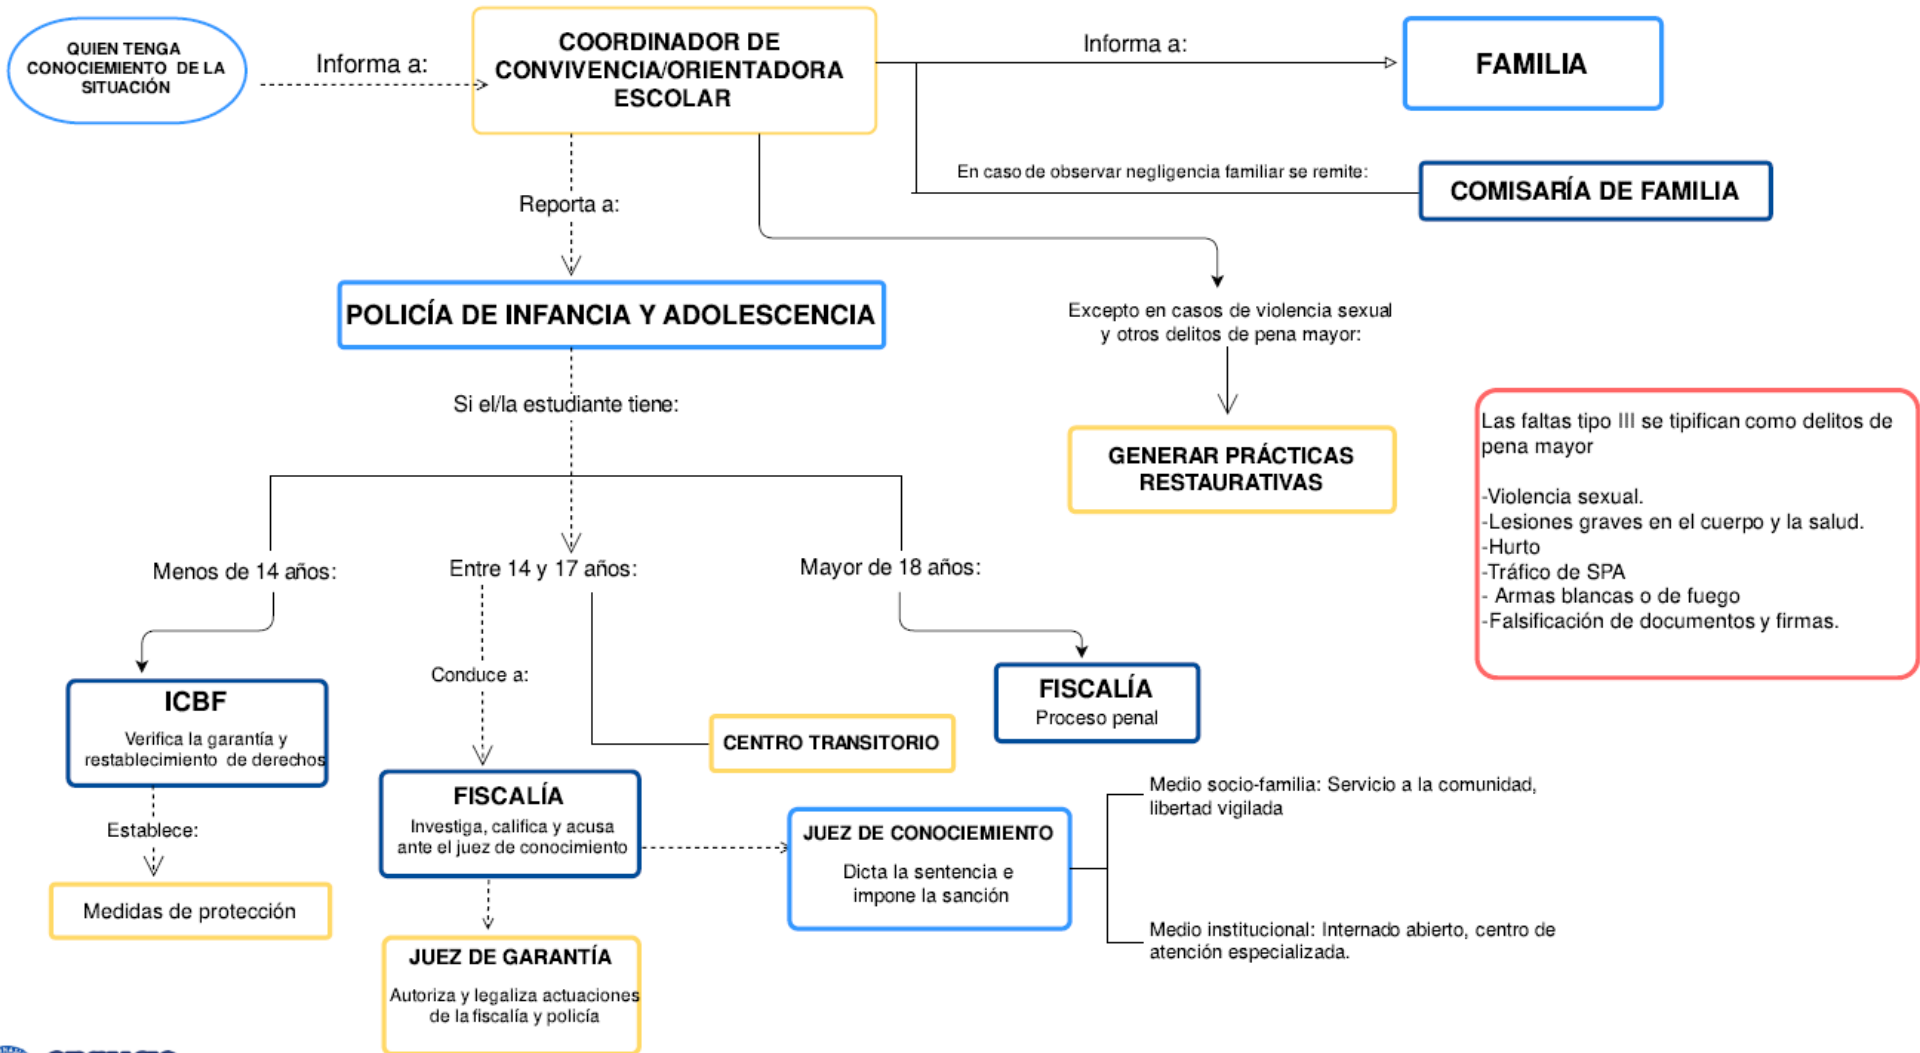 QUIEN TENGA
CONOCIEMIENTO DE LA
SITUACIÓN
Informa a:
COORDINADOR DE
CONVIVENCIA/ORIENTADORA
ESCOLAR
Informa a:
FAMILIA
En caso de observar negligencia familiar se remite:
COMISARÍA DE FAMILIA
Reporta a:
POLICÍA DE INFANCIA Y ADOLESCENCIA
Excepto en casos de violencia sexual
y otros delitos de pena mayor:
GENERAR PRÁCTICAS
RESTAURATIVAS
Las faltas tipo III se tipifican como delitos de
pena mayor
-Violencia sexual.
-Lesiones graves en el cuerpo y la salud.
-Hurto
-Tráfico de SPA
- Armas blancas o de fuego
-Falsificación de documentos y firmas.
Si el/la estudiante tiene:
Menos de 14 años:
Entre 14 y 17 años:
Mayor de 18 años:
ICBF
Verifica la garantía y
restablecimiento de derechos
Establece:
Medidas de protección
Conduce a:
CENTRO TRANSITORIO
FISCALÍA
Proceso penal
FISCALÍA
Investiga, califica y acusa
ante el juez de conocimiento
JUEZ DE GARANTÍA
Autoriza y legaliza actuaciones
de la fiscalía y policía
JUEZ DE CONOCIEMIENTO
Dicta la sentencia e
impone la sanción
Medio socio-familia: Servicio a la comunidad,
libertad vigilada
Medio institucional: Internado abierto, centro de
atención especializada.